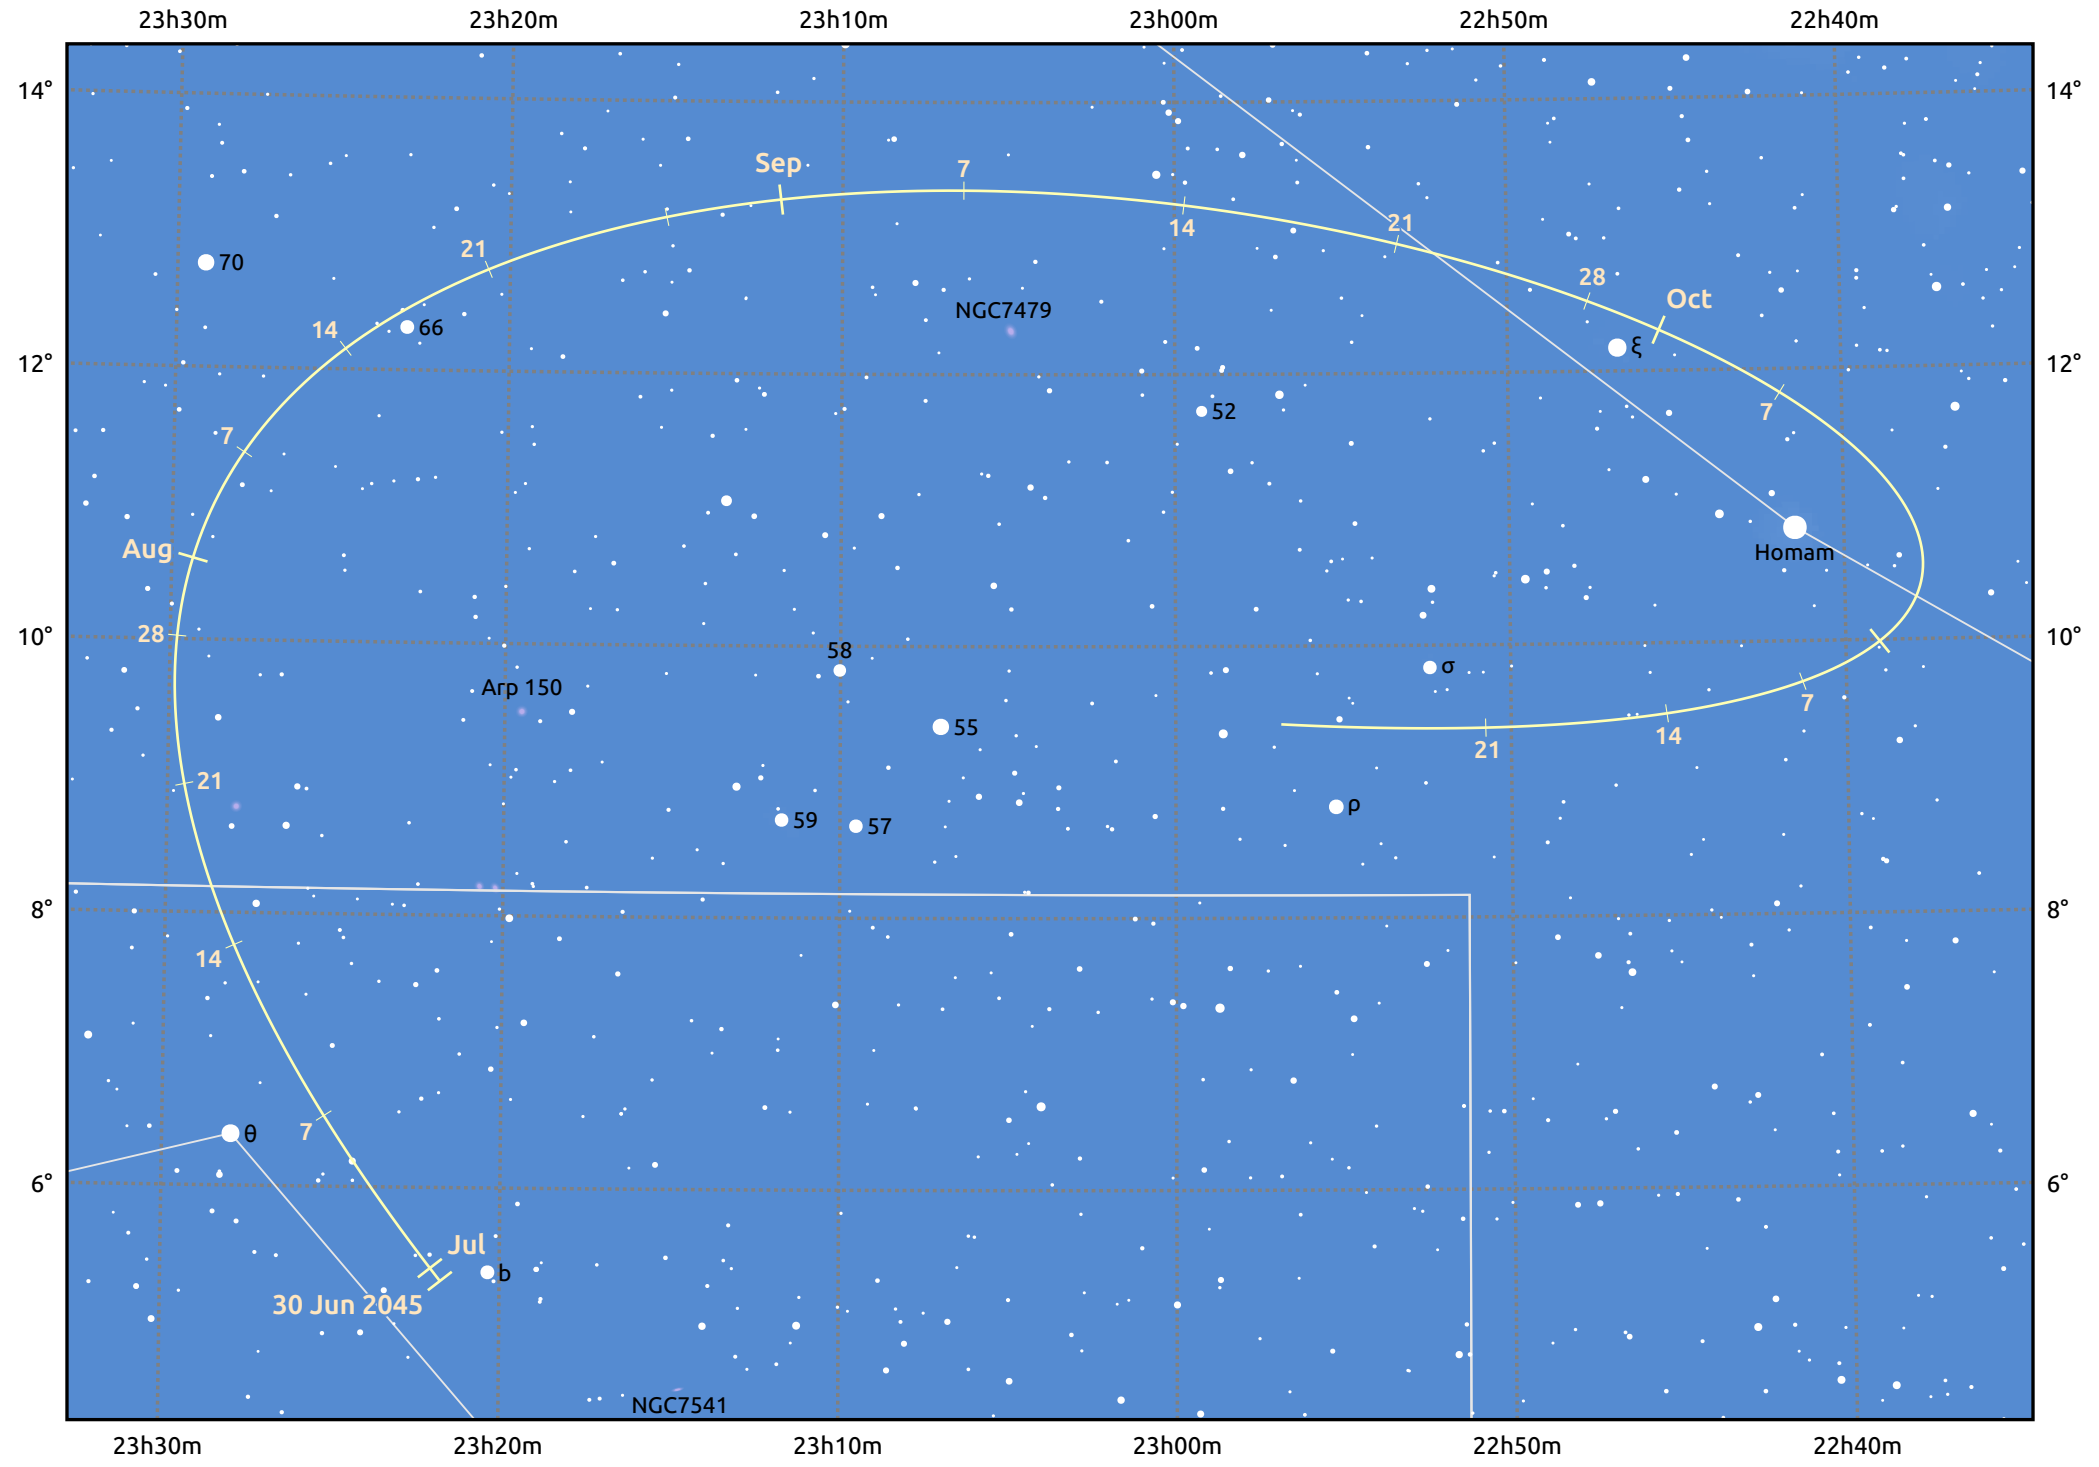 23h30m 23h20m 23h10m 23h00m 22h50m 22h40m
14° 14°
Sep 7
21 14 21
70
28
Oct
NGC7479
14 66
ξ
12° 12°
52 7
7
Aug
Homam
28 10° 10°
58
σ
Arp 150
7
55
14
21
21
ρ
59 57
8° 8°
14
7 θ
6° 6°
Jul
b
30 Jun 2045
NGC7541
23h30m 23h20m 23h10m 23h00m 22h50m 22h40m